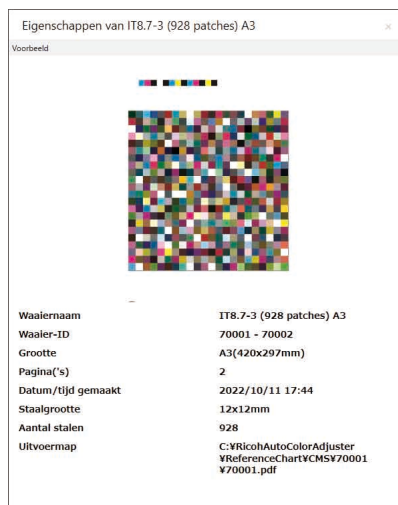 Eigenschappen van IT8.7-3 (928 patches) A3
Voorbeeld
Waaiernaam IT8.7-3 (928 patches) A3
Waaier-ID 70001 - 70002
Grootte A3(420x297mm)
Pagina('s) 2
Datum/tijd gemaakt 2022/10/11 17:44
Staalgrootte 12x12mm
Aantal stalen 928
Uitvoermap C:¥RicohAutoColorAdjuster
¥ReferenceChart¥CMS¥70001
¥70001.pdf